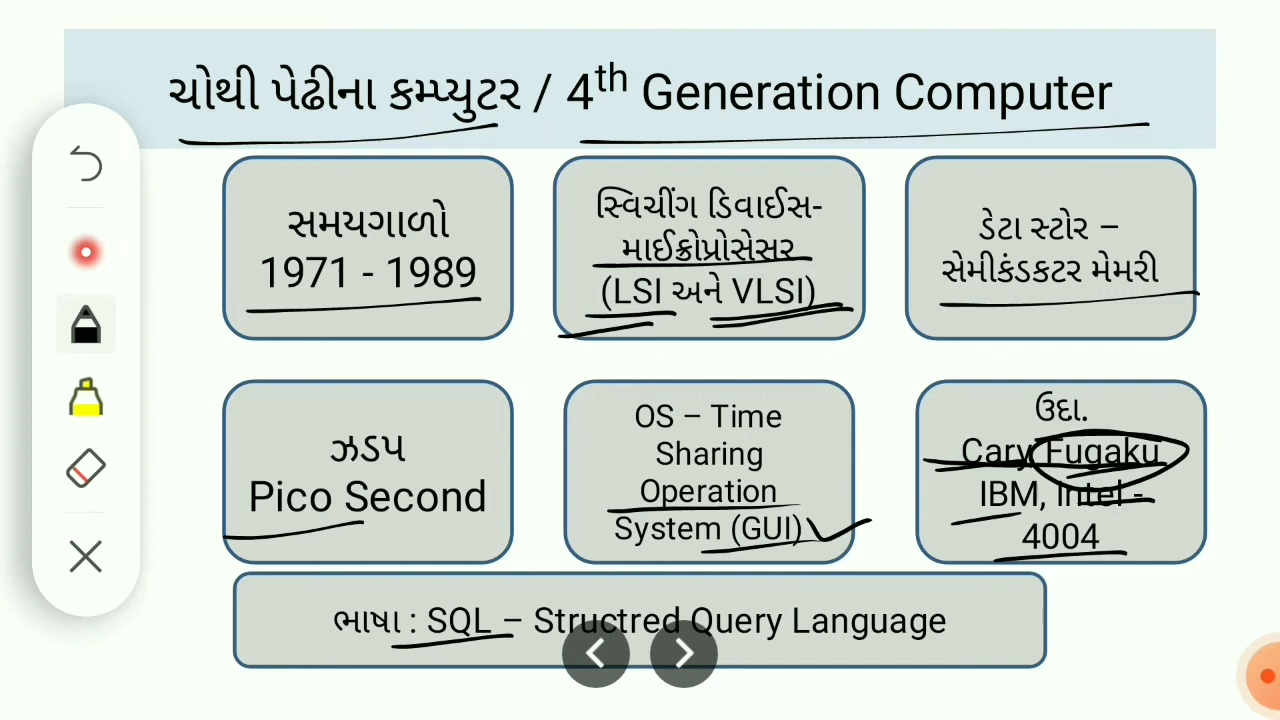 ચોથી પેઢીના કમ્પ્યુટર / 4th Generation Computer
સમયગાળો
1971 - 1989
સ્વિચીંગ ડિવાઈસ-
માઈક્રોપ્રોસેસર
(LSI અને VLSI)
ડેટા સ્ટોર –
સેમીકંડકટર મેમરી
ઝડપ
Pico Second
OS – Time
Sharing
Operation
System (GUI)
ઉદા.
Cary Fugaku
IBM, Intel -
4004
ભાષા : SQL – Structred Query Language